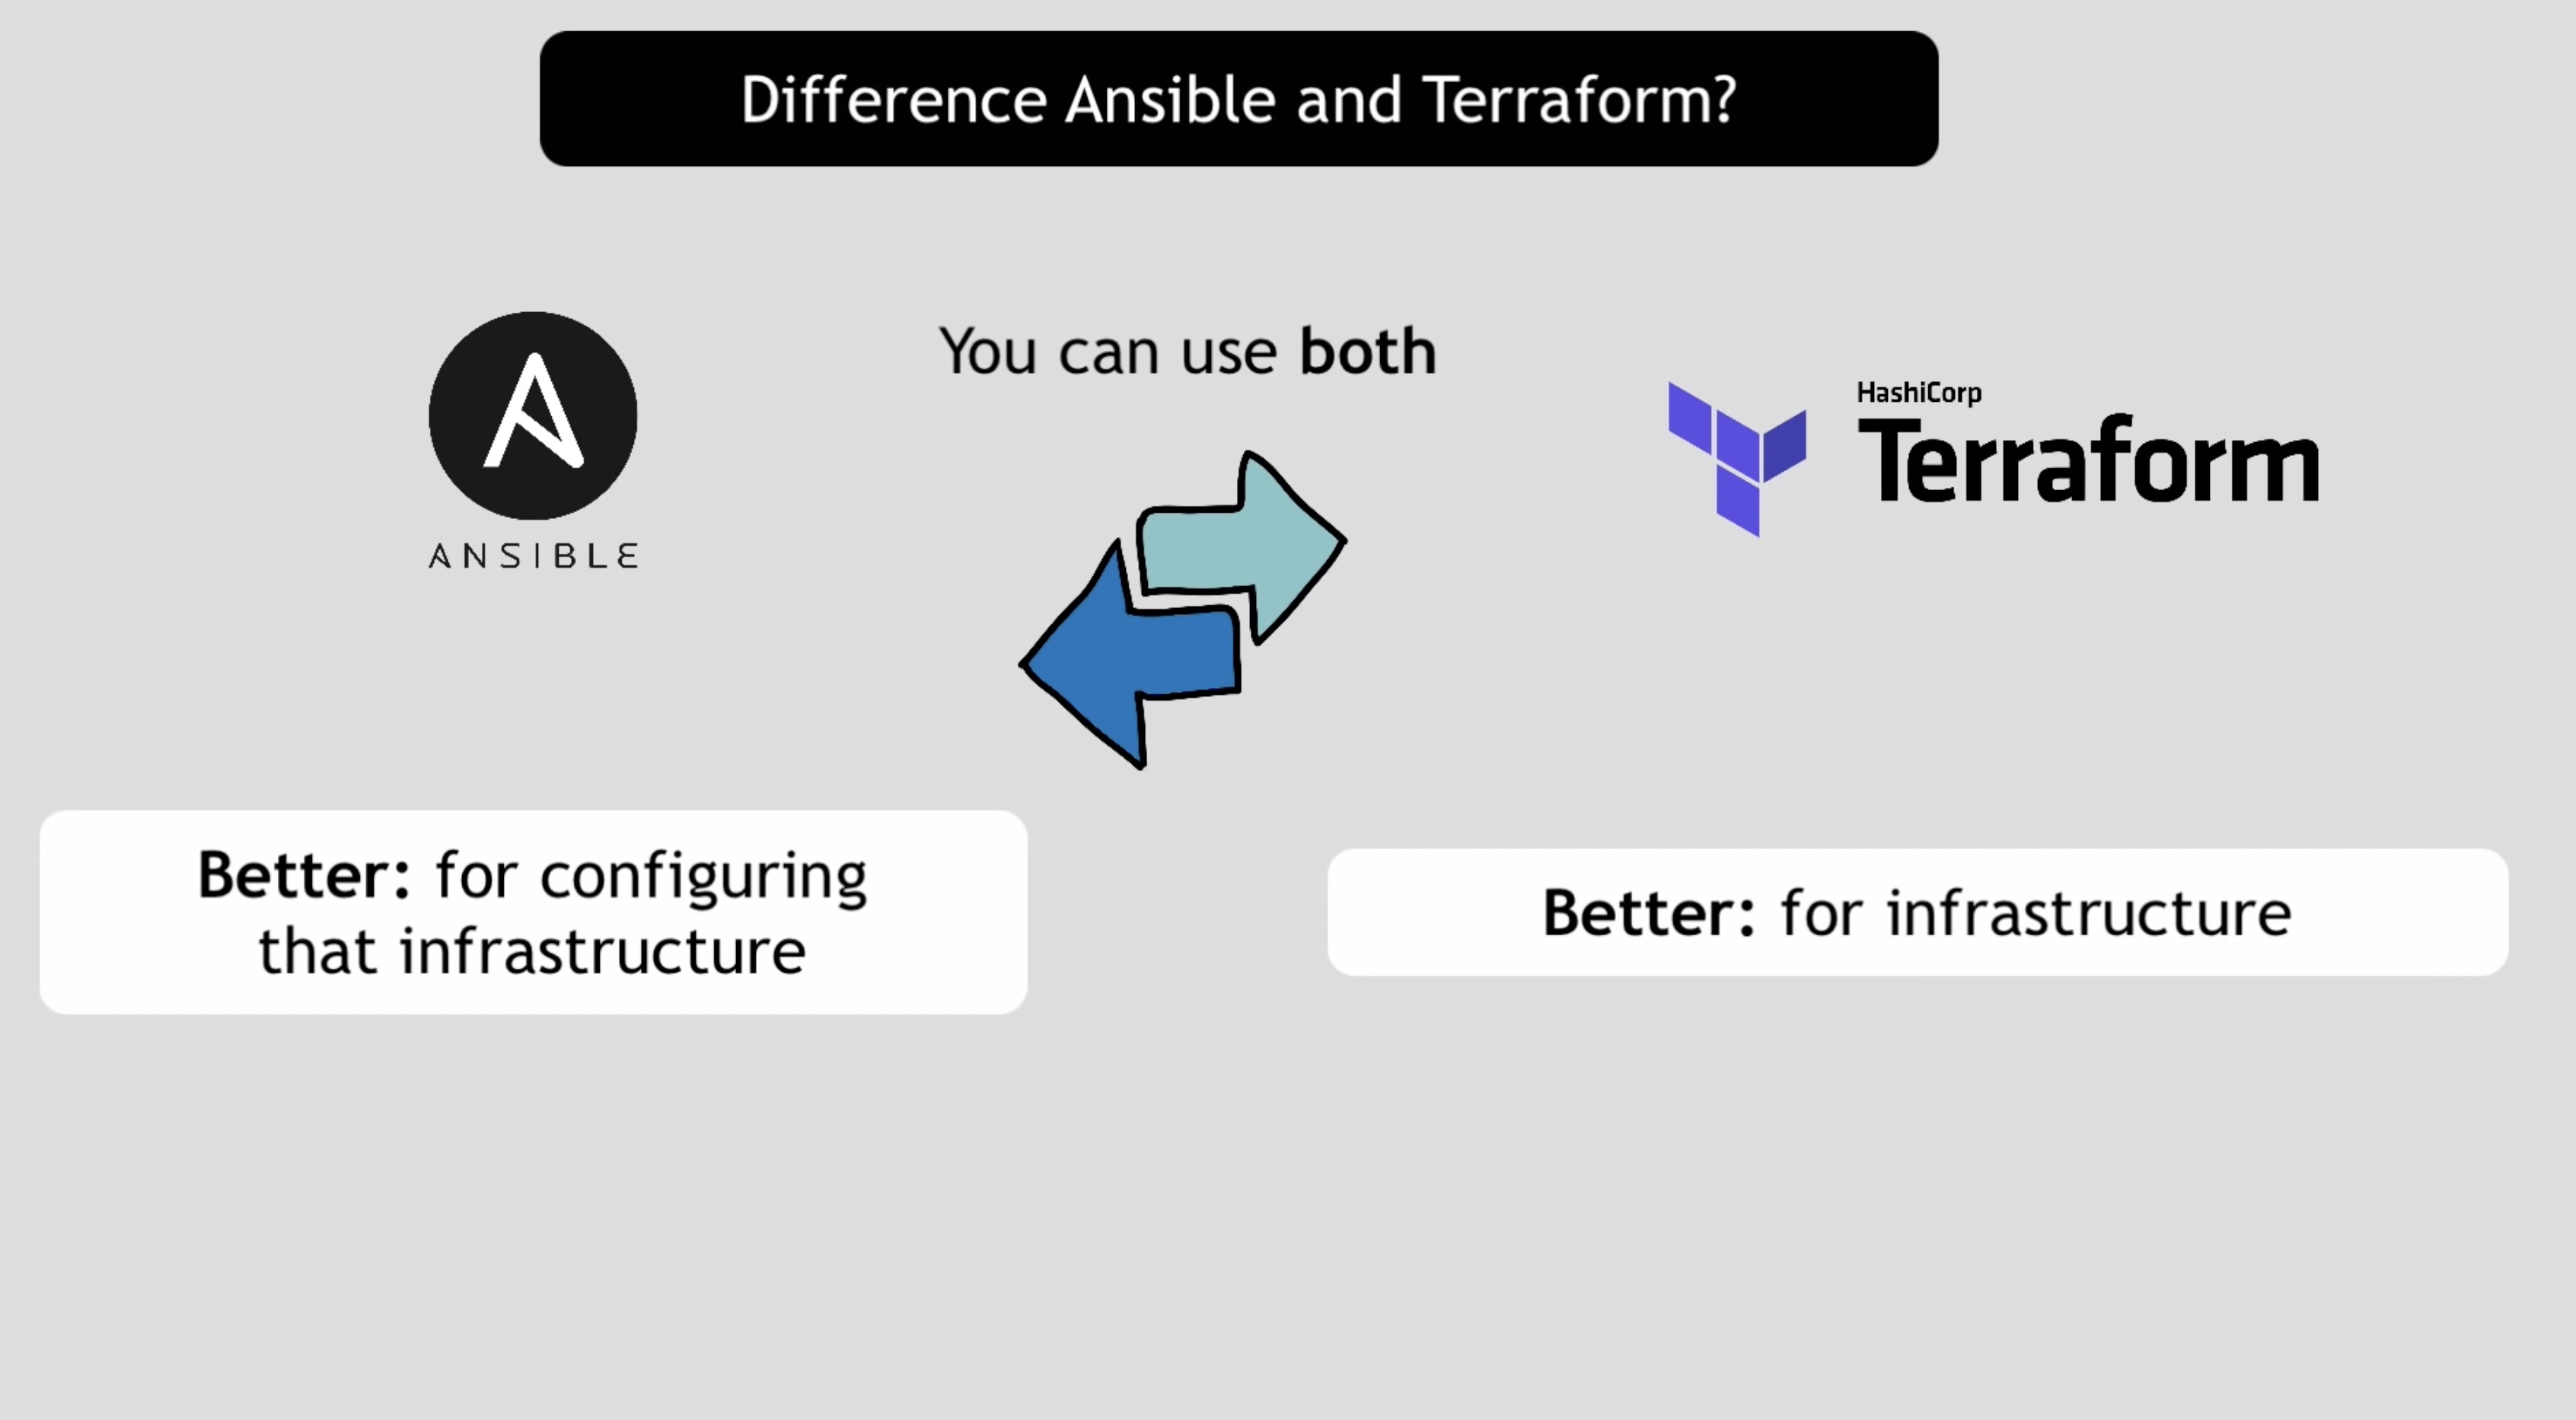 Difference Ansible and Terraform?
You can use both
ANSIBLE
HashiCorp
Terraform
Better: for configuring
that infrastructure
Better: for infrastructure